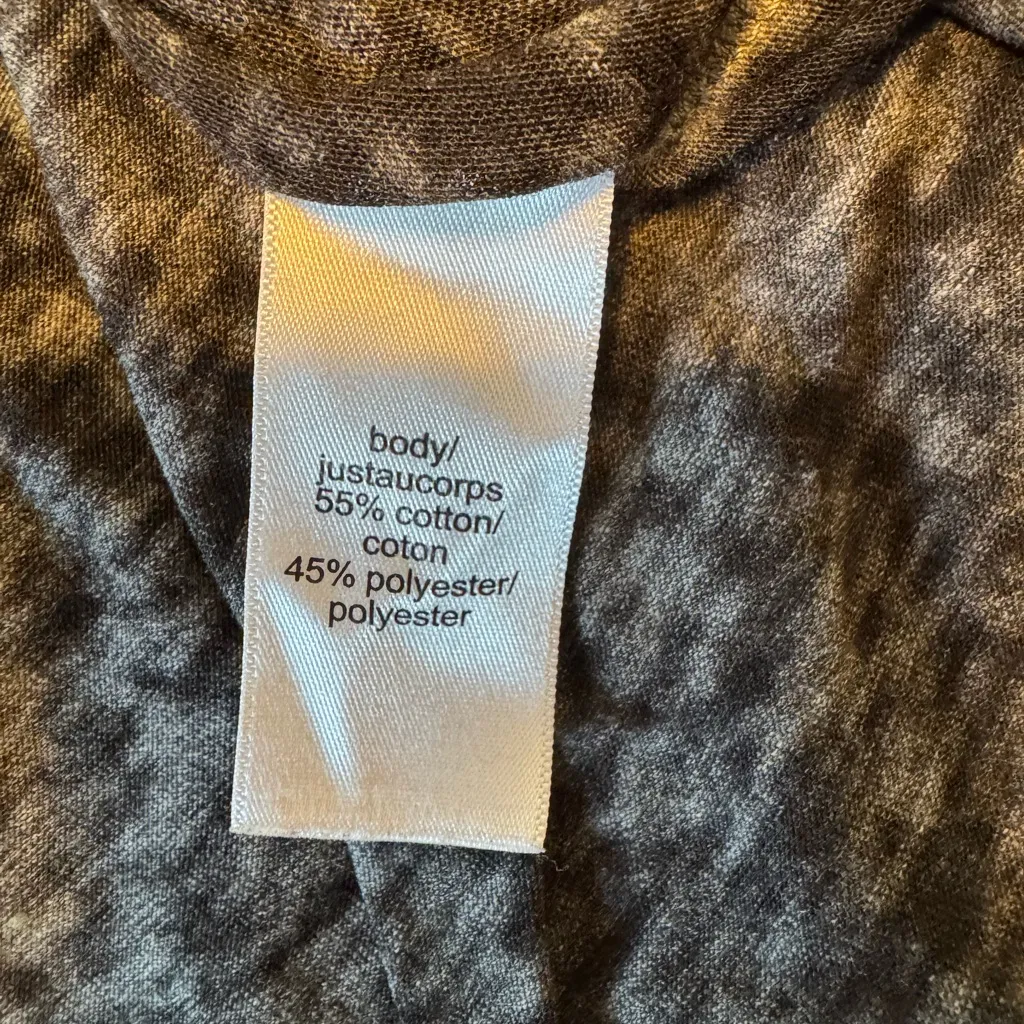 body/
justaucorps
55% cotton/
coton
45% polyester/
polyester